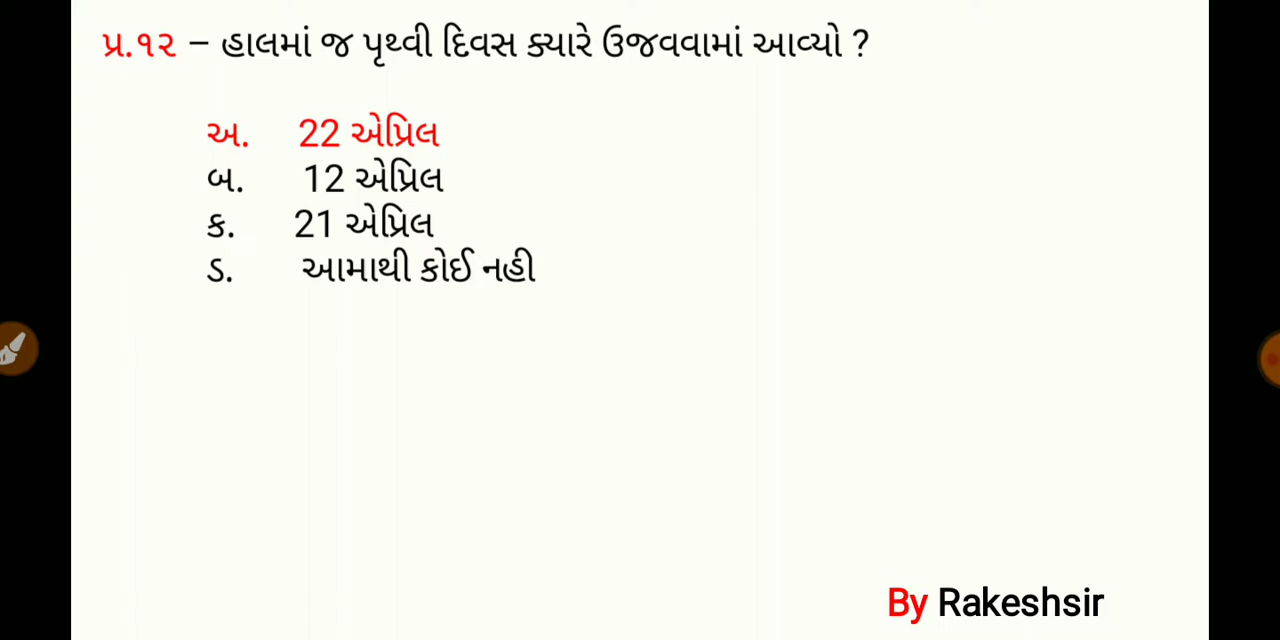 પ્ર.૧૨ – હાલમાં જ પૃથ્વી દિવસ ક્યારે ઉજવવામાં આવ્યો ?
અ. 22 એપ્રિલ
બ. 12 એપ્રિલ
ક. 21 એપ્રિલ
ડ. આમાથી કોઈ નહી
By Rakeshsir